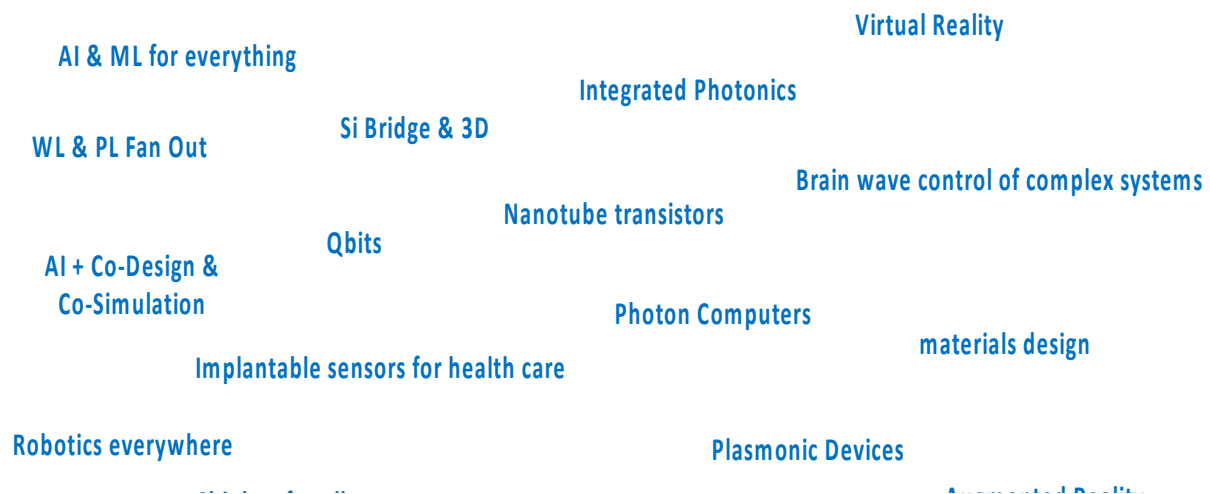 Virtual Reality
AI & ML for everything
Integrated Photonics
Si Bridge & 3D
WL & PL Fan Out
Brain wave control of complex systems
Nanotube transistors
Qbits
AI + Co-Design &
Co-Simulation
Photon Computers
materials design
Implantable sensors for health care
Robotics everywhere
Plasmonic Devices
Augmented Reality